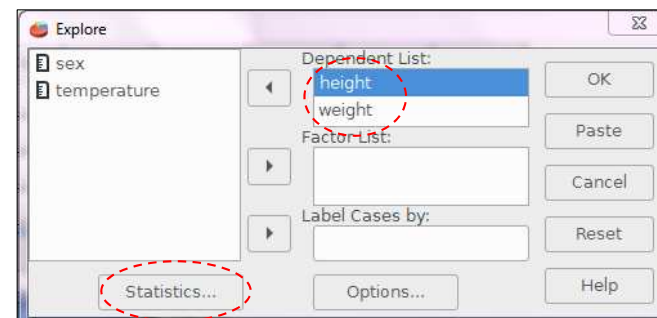 Explore
sex
temperature
Dependent List:
height
weight
Factor List:
Label Cases by:
OK
Paste
Cancel
Reset
Help
Statistics...
Options...